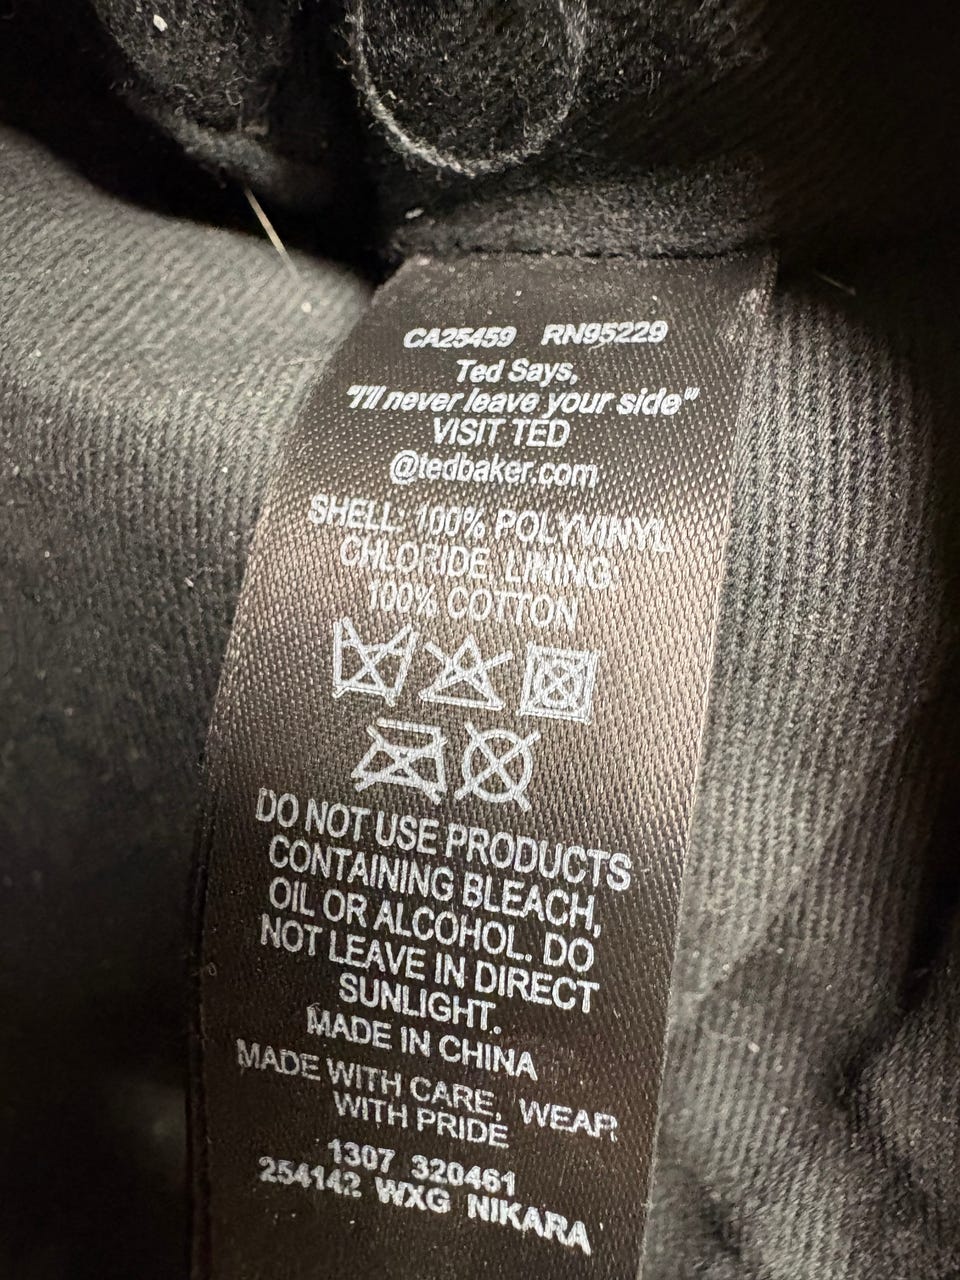 CA25459 RN95229
Ted Says,
"I'll never leave your side"
VISIT TED
@tedbaker.com
SHELL: 100% POLYVINYL
CHLORIDE, LINING:
100% COTTON
DO NOT USE PRODUCTS
CONTAINING BLEACH,
OIL OR ALCOHOL. DO
NOT LEAVE IN DIRECT
SUNLIGHT.
MADE IN CHINA
MADE WITH CARE, WEAR
WITH PRIDE
1307 320461
254142 WXG NIKARA